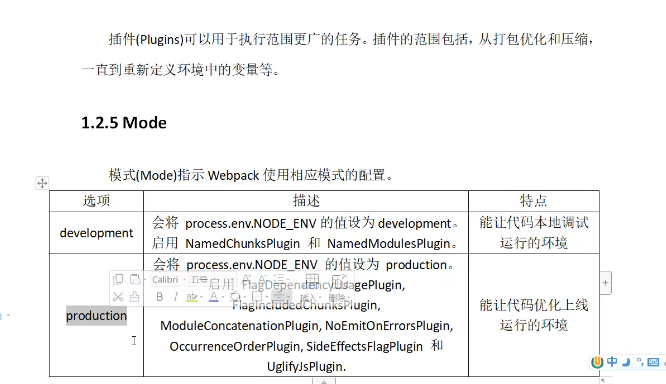 插件(Plugins)可以用于执行范围更广的任务。插件的范围包括，从打包优化和压缩，
一直到重新定义环境中的变量等。
1.2.5 Mode
模式(Mode)指示 Webpack 使用相应模式的配置。
选项 描述 特点
development 会将 process.env.NODE_ENV 的值设为 development。 能让代码本地调试
启用 NamedChunksPlugin 和 NamedModulesPlugin。 运行的环境
会将 process.env.NODE_ENV 的值设为 production。
Calibri 五号
启用 FlagDependencyUsagePlugin,
B I ab A 插入 删除
FlagIncludedChunksPlugin,
production 能让代码优化上线
ModuleConcatenationPlugin, NoEmitOnErrorsPlugin, 运行的环境
OccurrenceOrderPlugin, SideEffectsFlagPlugin 和
UglifyJsPlugin.
中